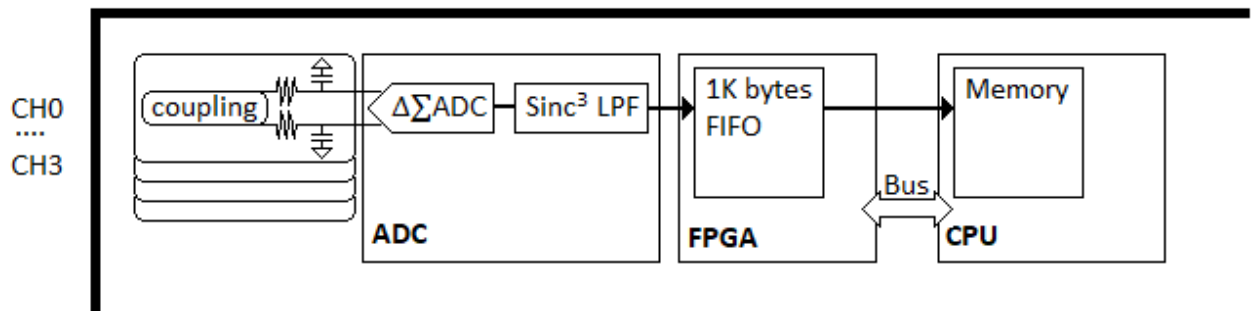 CH0
....
CH3
coupling
ΔΣADC
Sinc³ LPF
ADC
1K bytes
FIFO
FPGA
Bus
Memory
CPU